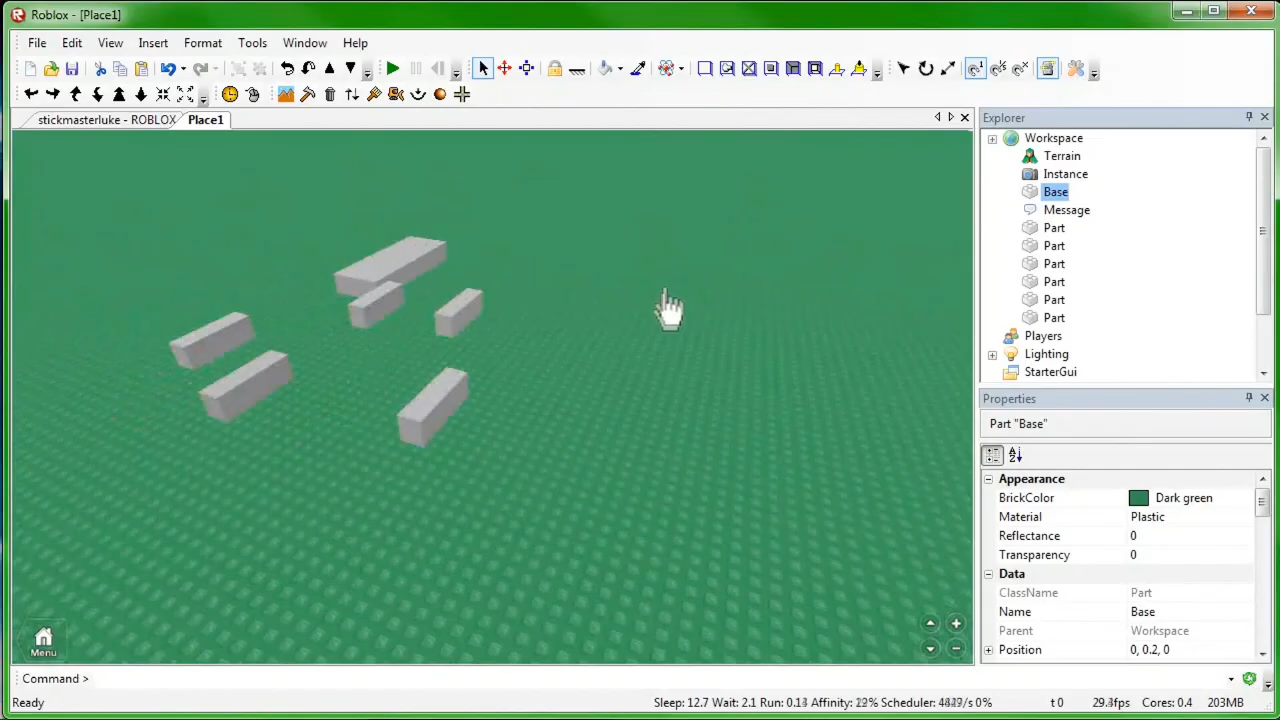 Roblox - [Place1]
File Edit View Insert Format Tools Window Help
stickmasterluke - ROBLOX Place1
Explorer
Workspace
Terrain
Instance
Base
Message
Part
Part
Part
Part
Part
Part
Players
Lighting
StarterGui
Properties
Part "Base"
Appearance
BrickColor Dark green
Material Plastic
Reflectance 0
Transparency 0
Data
ClassName Part
Name Base
Parent Workspace
Position 0, 0.2, 0
Menu
Command >
Ready Sleep: 12.7 Wait: 2.1 Run: 0.13 Affinity: Scheduler: t 0 Cores: 0.4 203MB